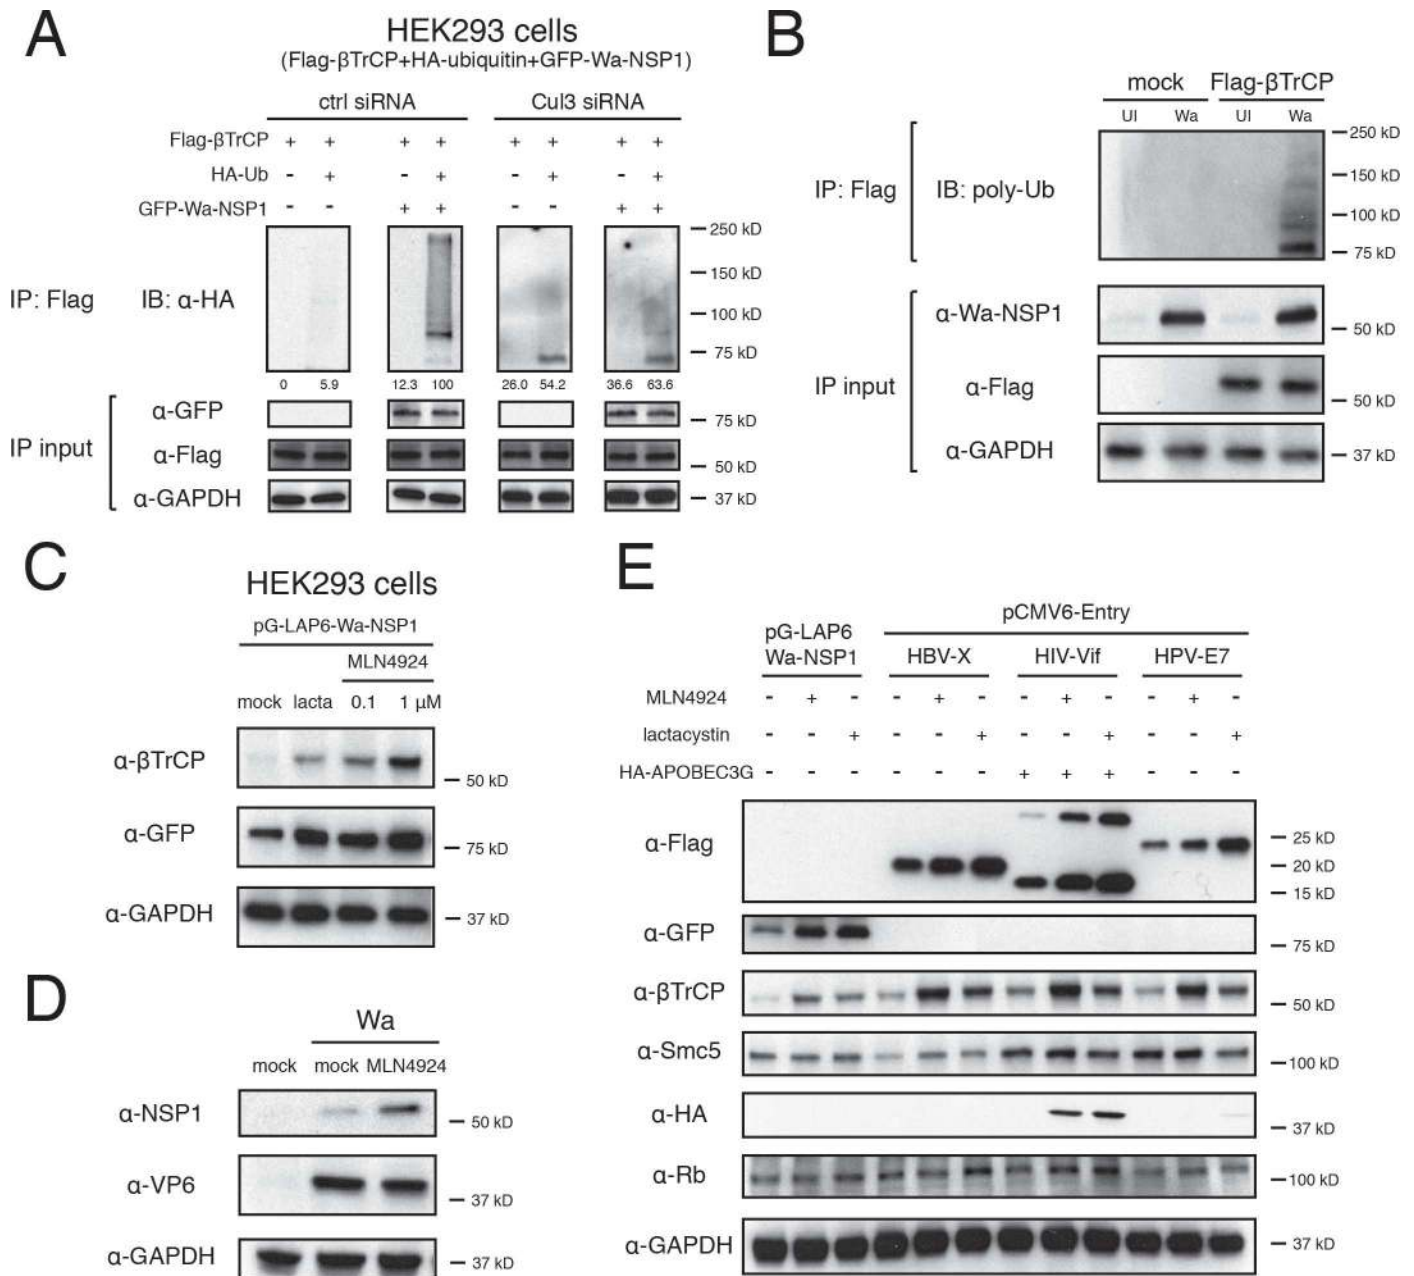 A
HEK293 cells
(Flag-βTrCP+HA-ubiquitin+GFP-Wa-NSP1)
ctrl siRNA Cul3 siRNA
Flag-βTrCP + + + + + + + +
HA-Ub - + - + - + - +
GFP-Wa-NSP1 - - + + - - + +
250 kD
150 kD
IP: Flag IB: α-HA
100 kD
75 kD
0 5.9 12.3 100 26.0 54.2 36.6 63.6
IP input
α-GFP 75 kD
α-Flag 50 kD
α-GAPDH 37 kD
B
mock Flag-βTrCP
UI Wa UI Wa
250 kD
IP: Flag IB: poly-Ub 150 kD
100 kD
75 kD
IP input
α-Wa-NSP1 50 kD
α-Flag 50 kD
α-GAPDH 37 kD
C
HEK293 cells
pG-LAP6-Wa-NSP1
MLN4924
mock lacta 0.1 1 μM
α-βTrCP 50 kD
α-GFP 75 kD
α-GAPDH 37 kD
D
Wa
mock mock MLN4924
α-NSP1 50 kD
α-VP6 37 kD
α-GAPDH 37 kD
E
pCMV6-Entry
pG-LAP6
Wa-NSP1 HBV-X HIV-Vif HPV-E7
MLN4924 - + - - + - - + - - + -
lactacystin - - + - - + - - + - - +
HA-APOBEC3G - - - - - - + + + - - -
α-Flag 25 kD
20 kD
15 kD
α-GFP 75 kD
α-βTrCP 50 kD
α-Smc5 100 kD
α-HA 37 kD
α-Rb 100 kD
α-GAPDH 37 kD